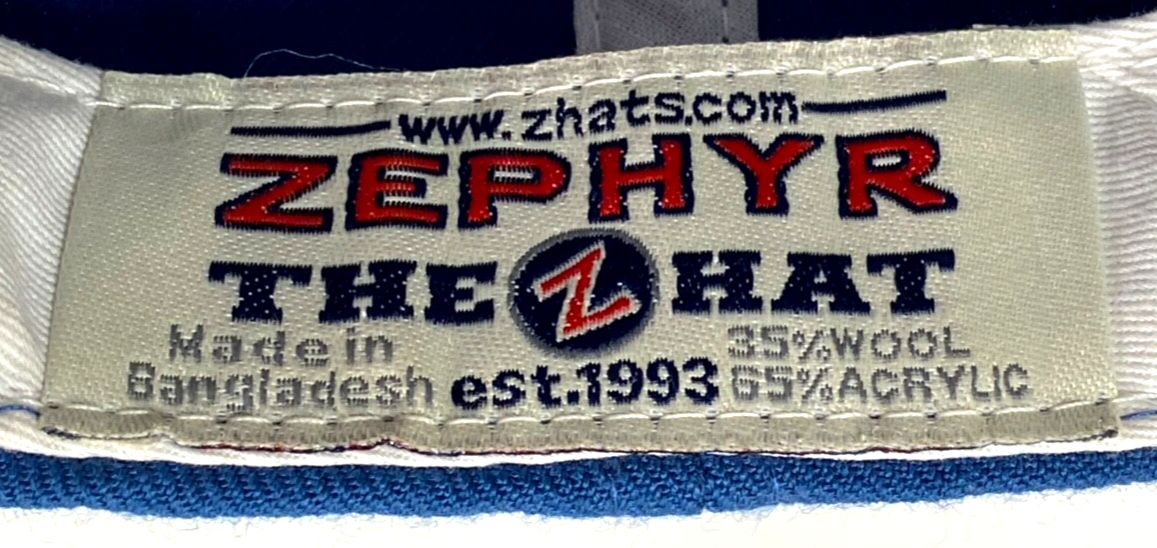 www.zhats.com
ZEPHYR
THE Z HAT
Made in
Bangladesh
est.1993
35%WOOL
65%ACRYLIC